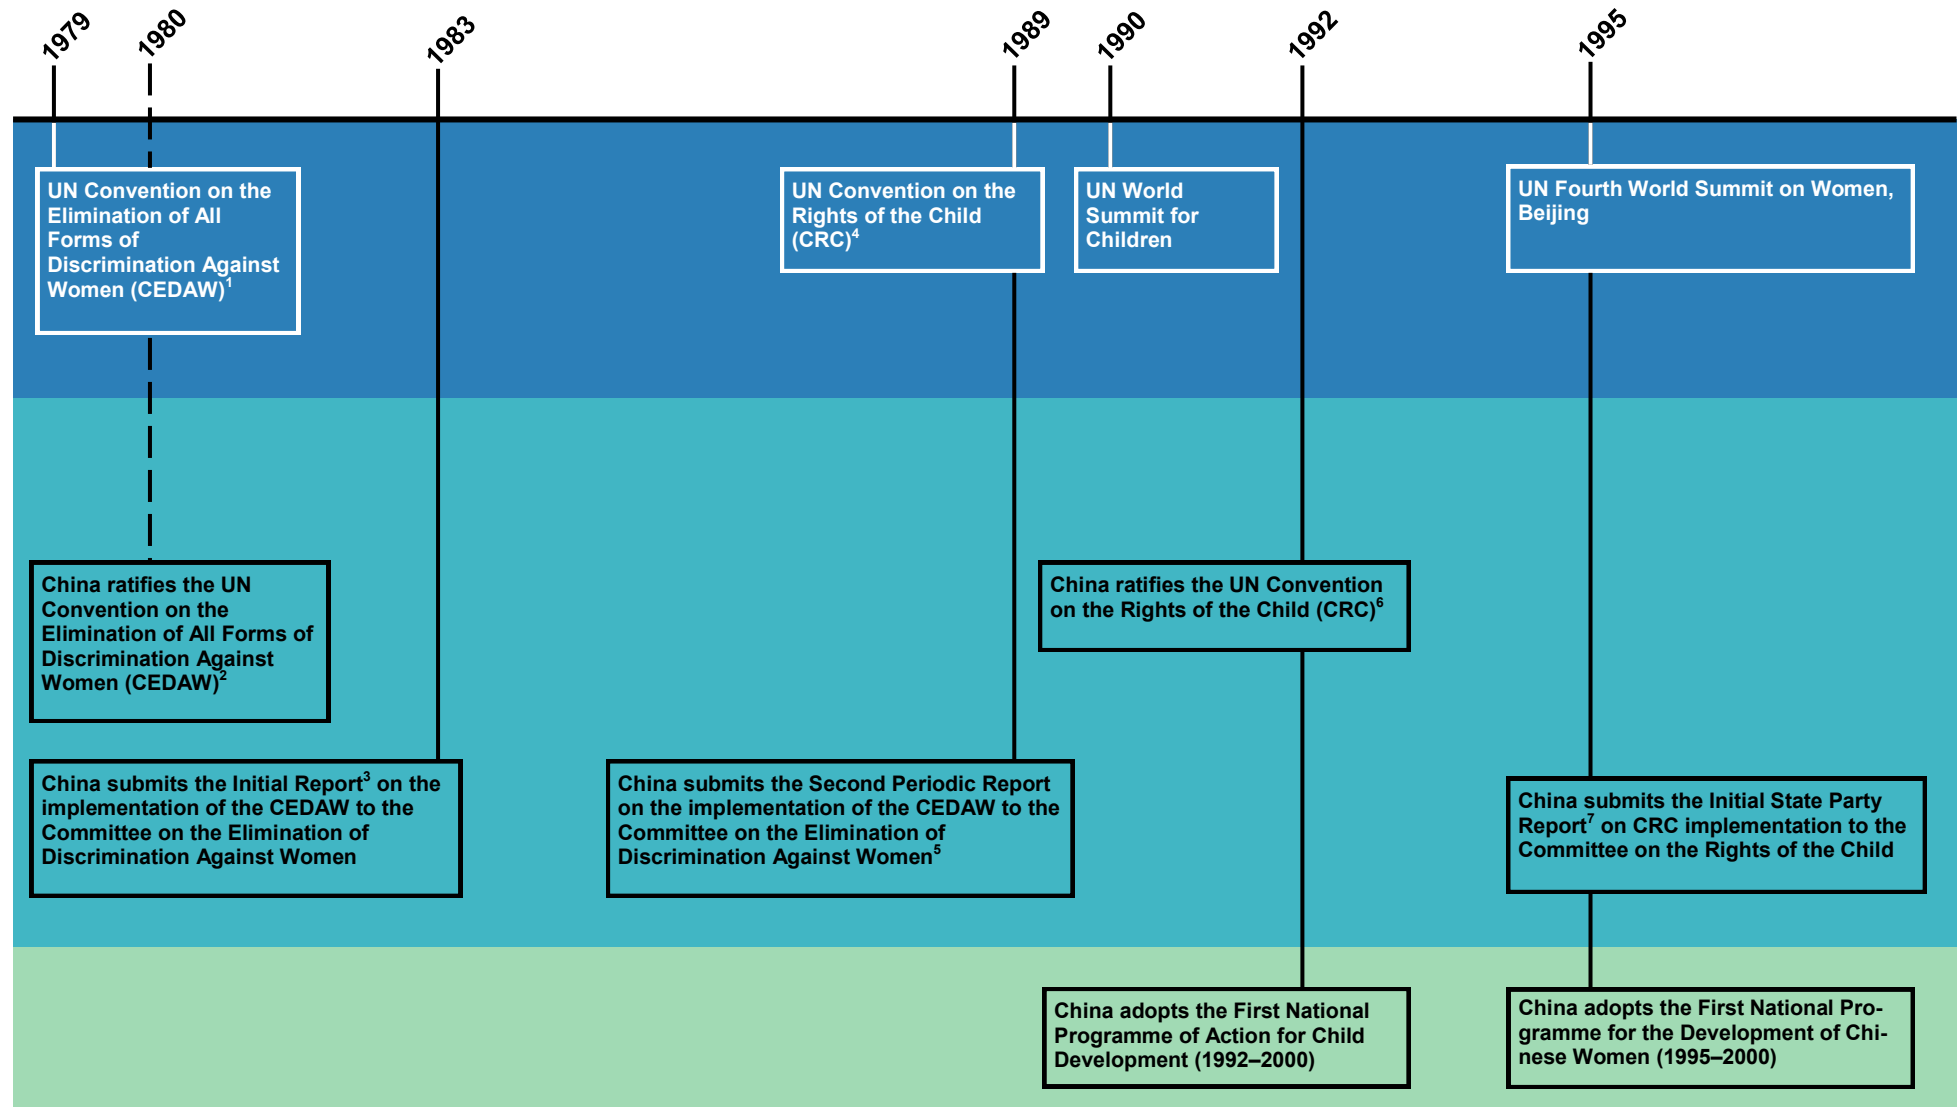 1979
1980
1983
1989
1990
1992
1995
UN Convention on the
Elimination of All
Forms of
Discrimination Against
Women (CEDAW)1
UN Convention on the
Rights of the Child
(CRC)4
UN World
Summit for
Children
UN Fourth World Summit on Women,
Beijing
China ratifies the UN
Convention on the
Elimination of All Forms of
Discrimination Against
Women (CEDAW)2
China ratifies the UN Convention
on the Rights of the Child (CRC)6
China submits the Initial Report3 on the
implementation of the CEDAW to the
Committee on the Elimination of
Discrimination Against Women
China submits the Second Periodic Report
on the implementation of the CEDAW to the
Committee on the Elimination of
Discrimination Against Women5
China submits the Initial State Party
Report7 on CRC implementation to the
Committee on the Rights of the Child
China adopts the First National
Programme of Action for Child
Development (1992–2000)
China adopts the First National Pro-
gramme for the Development of Chi-
nese Women (1995–2000)